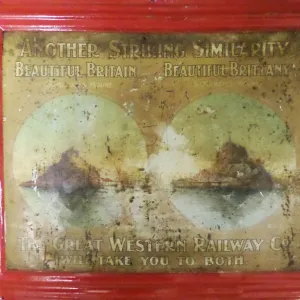 ANOTHER STRIKING SIMILARITY
BEAUTIFUL BRITAIN BEAUTIFUL BRITTANY
THE GREAT WESTERN RAILWAY CO
WILL TAKE YOU TO BOTH